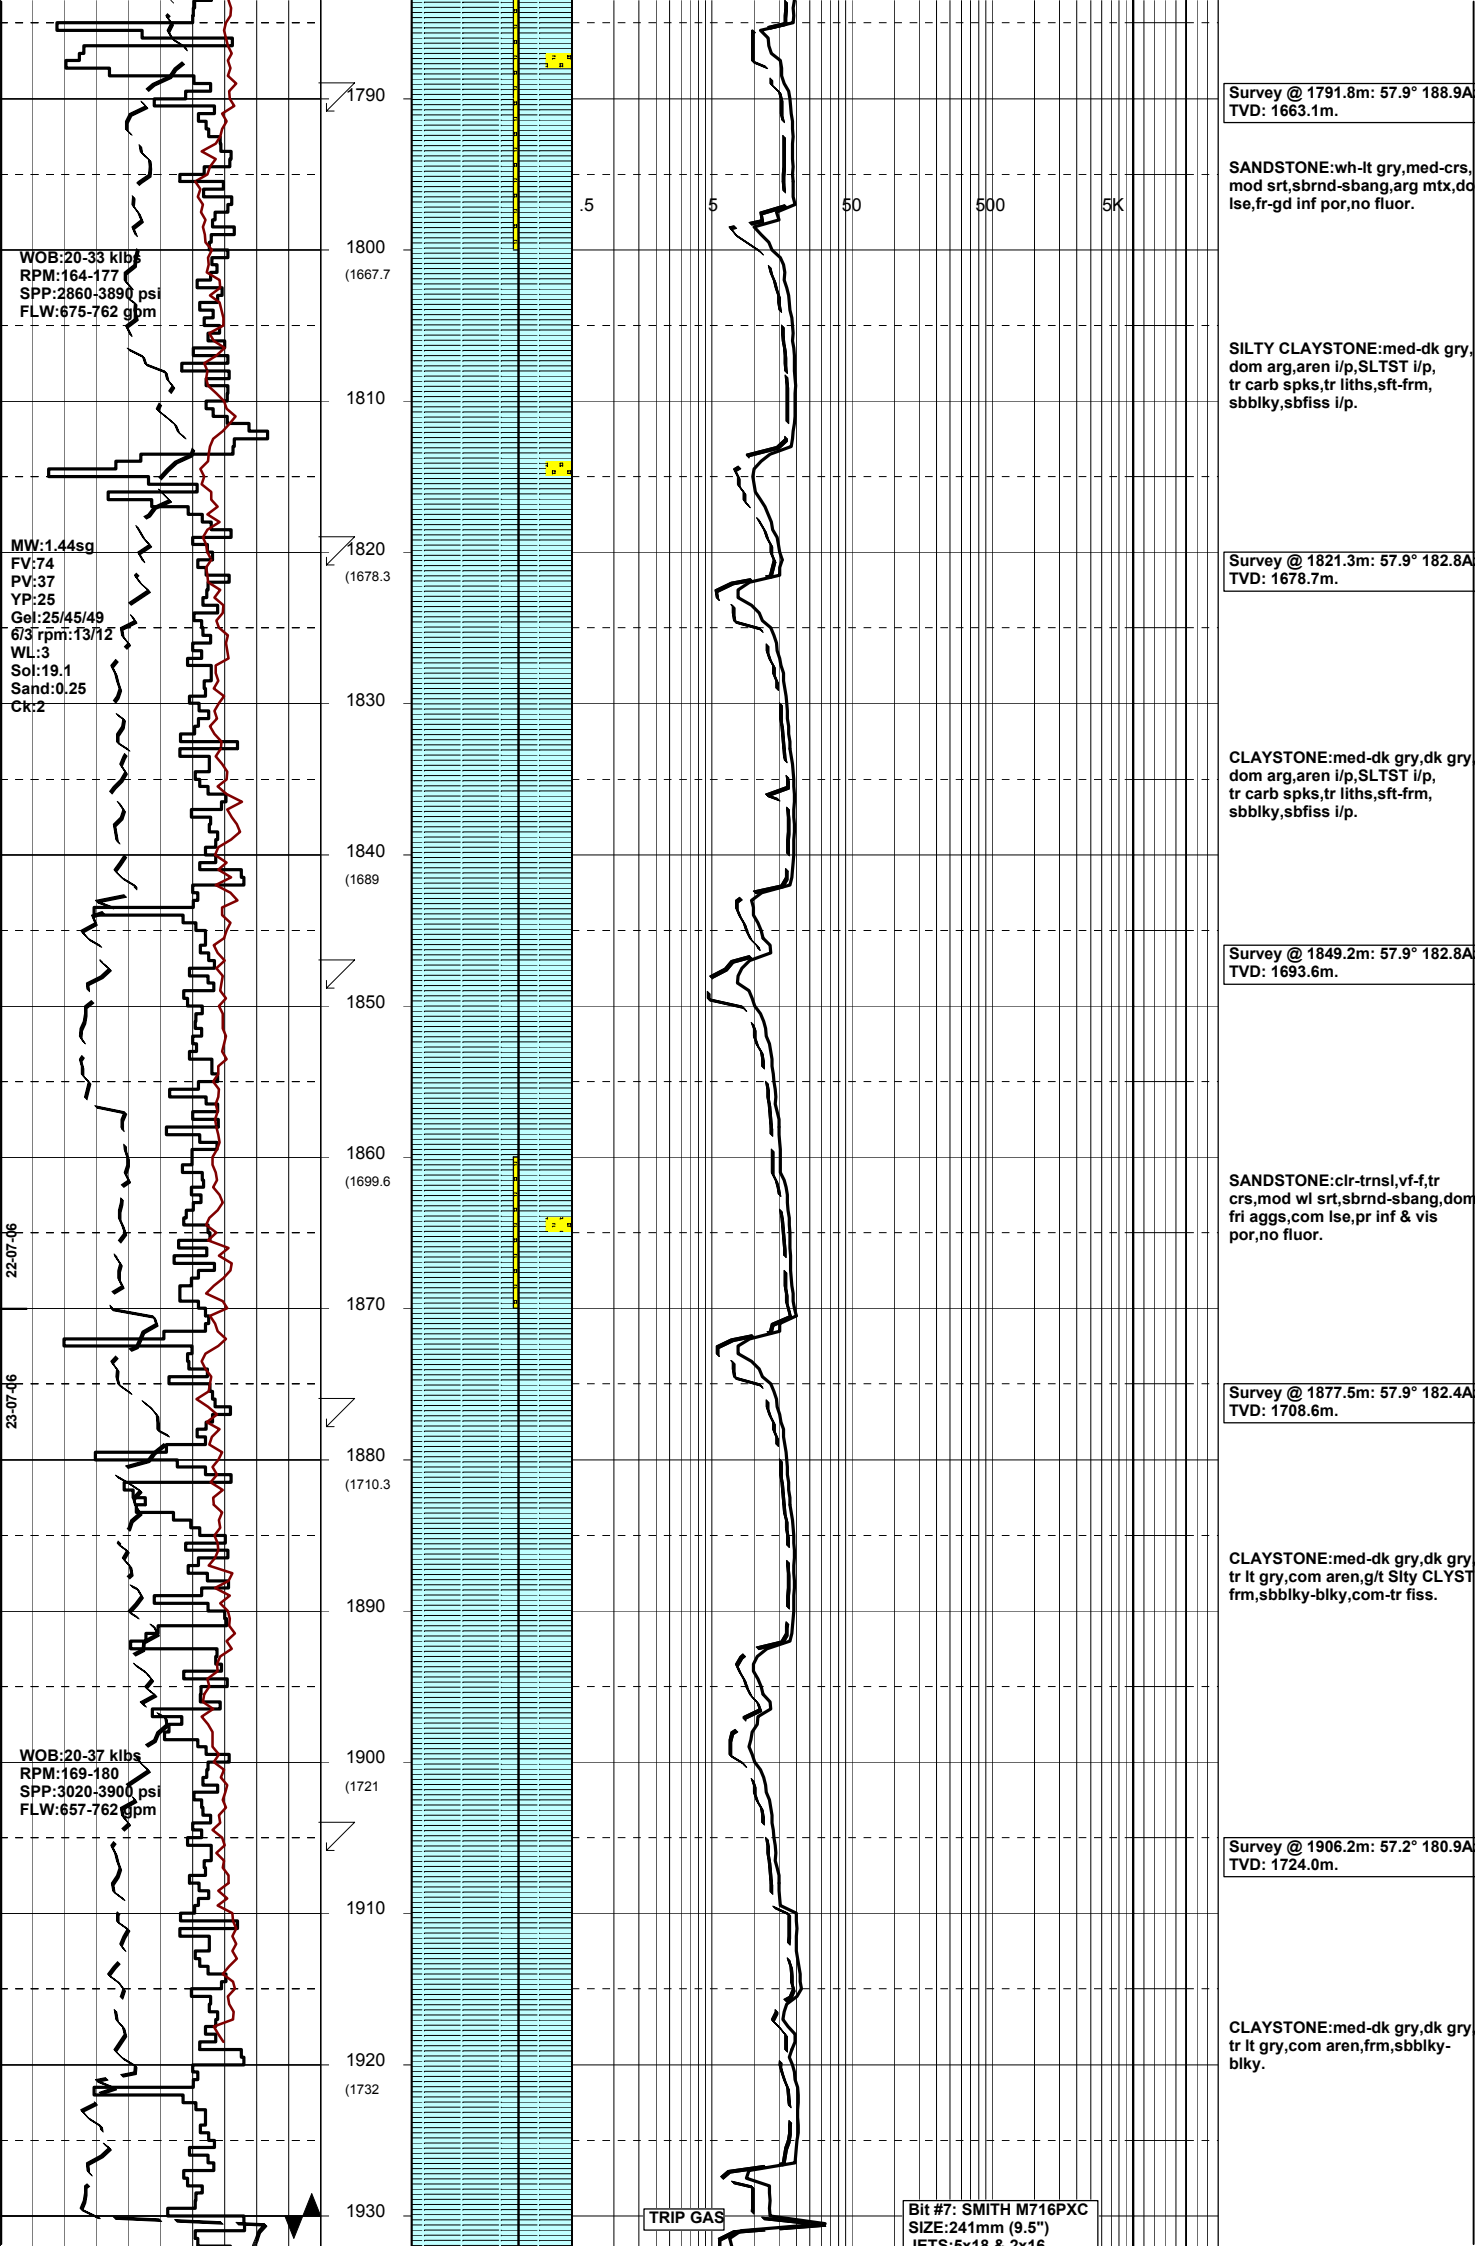 1790
Survey @ 1791.8m: 57.9° 188.9A
TVD: 1663.1m.
SANDSTONE:wh-lt gry,med-crs,
mod srt,sbrnd-sbang,arg mtx,do
lse,fr-gd inf por,no fluor.
.5 5 50 500 5K
1800
(1667.7
WOB:20-33 klbs
RPM:164-177
SPP:2860-3890 psi
FLW:675-762 gpm
SILTY CLAYSTONE:med-dk gry,
dom arg,aren i/p,SLTST i/p,
tr carb spks,tr liths,sft-frm,
sbblky,sbfiss i/p.
1810
MW:1.44sg
FV:74
PV:37
YP:25
Gel:25/45/49
6/3 rpm:13/12
WL:3
Sol:19.1
Sand:0.25
Ck:2
1820
(1678.3
Survey @ 1821.3m: 57.9° 182.8A
TVD: 1678.7m.
1830
CLAYSTONE:med-dk gry,dk gry,
dom arg,aren i/p,SLTST i/p,
tr carb spks,tr liths,sft-frm,
sbblky,sbfiss i/p.
1840
(1689
Survey @ 1849.2m: 57.9° 182.8A
TVD: 1693.6m.
1850
1860
(1699.6
SANDSTONE:clr-trnsl,vf-f,tr
crs,mod wl srt,sbrnd-sbang,dom
fri aggs,com lse,pr inf & vis
por,no fluor.
22-07-06
1870
23-07-06
Survey @ 1877.5m: 57.9° 182.4A
TVD: 1708.6m.
1880
(1710.3
CLAYSTONE:med-dk gry,dk gry,
tr lt gry,com aren,g/t Slty CLYST
frm,sbblky-blky,com-tr fiss.
1890
WOB:20-37 klbs
RPM:169-180
SPP:3020-3900 psi
FLW:657-762 gpm
1900
(1721
Survey @ 1906.2m: 57.2° 180.9A
TVD: 1724.0m.
1910
CLAYSTONE:med-dk gry,dk gry,
tr lt gry,com aren,frm,sbblky-
blky.
1920
(1732
1930
TRIP GAS
Bit #7: SMITH M716PXC
SIZE:241mm (9.5")
JETS:5x18 & 2x16